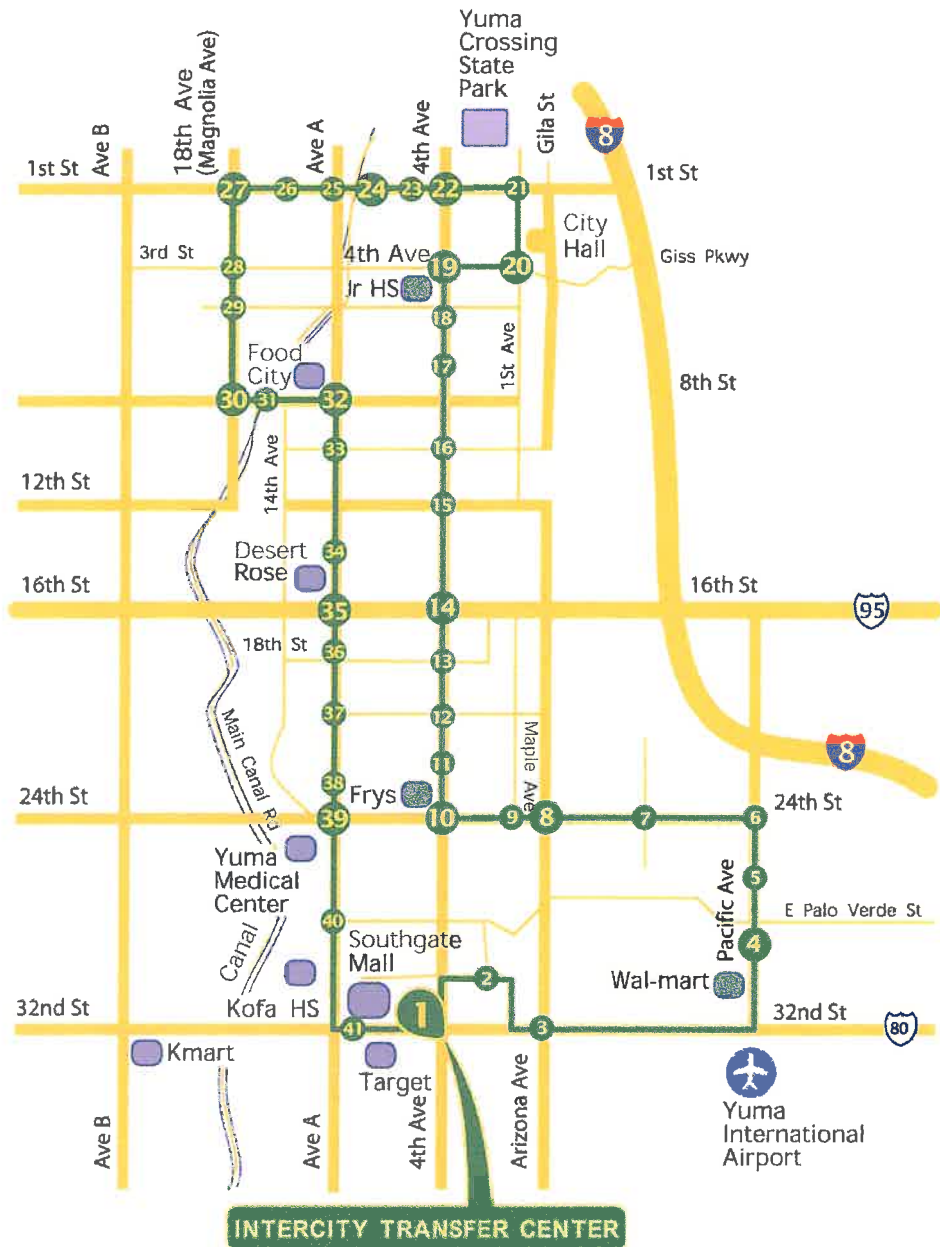 Yuma
Crossing
State
Park
Ave B
18th Ave
(Magnolia Ave)
Ave A
4th Ave
Gila St
8
1st St
27
26
25
24
23
22
21
1st St
City
Hall
3rd St
28
4th Ave
19
20
Giss Pkwy
Jr HS
29
18
1St Ave
Food
City
17
8th St
30
31
32
14th Ave
33
16
12th St
15
Desert
Rose
34
16th St
35
14
16th St
95
18th St
36
13
Main Canal Rd
37
12
Maple Ave
8
38
Frys
11
24th St
39
10
9
8
7
6
24th St
Yuma
Medical
Center
5
Pacific Ave
E Palo Verde St
40
Canal
Southgate
Mall
4
Kofa HS
2
Wal-mart
32nd St
41
1
3
32nd St
80
Kmart
Target
Ave B
Ave A
4th Ave
Arizona Ave
Yuma
International
Airport
INTERCITY TRANSFER CENTER